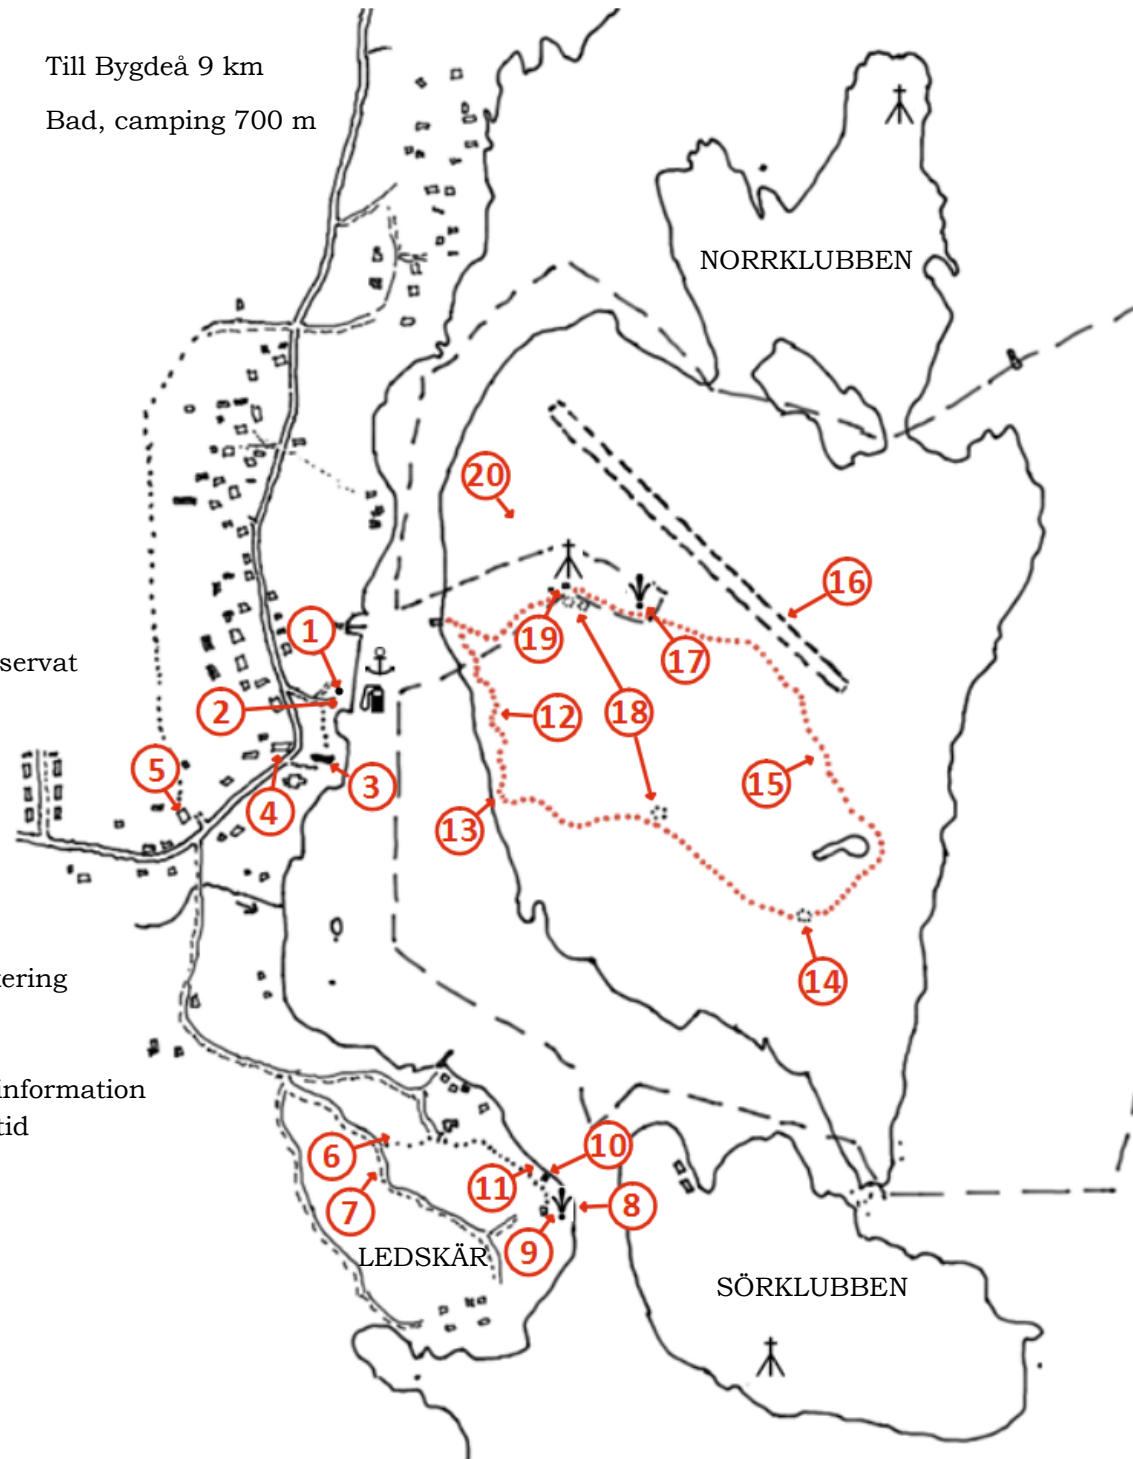 Till Bygdeå 9 km
Bad, camping 700 m
NORRKLUBBEN
20
16
1
19
17
servat
2
12
18
5
3
15
4
13
14
ering
information
tid
6
10
11
7
8
9
LEDSKÄR
SÖRKLUBBEN